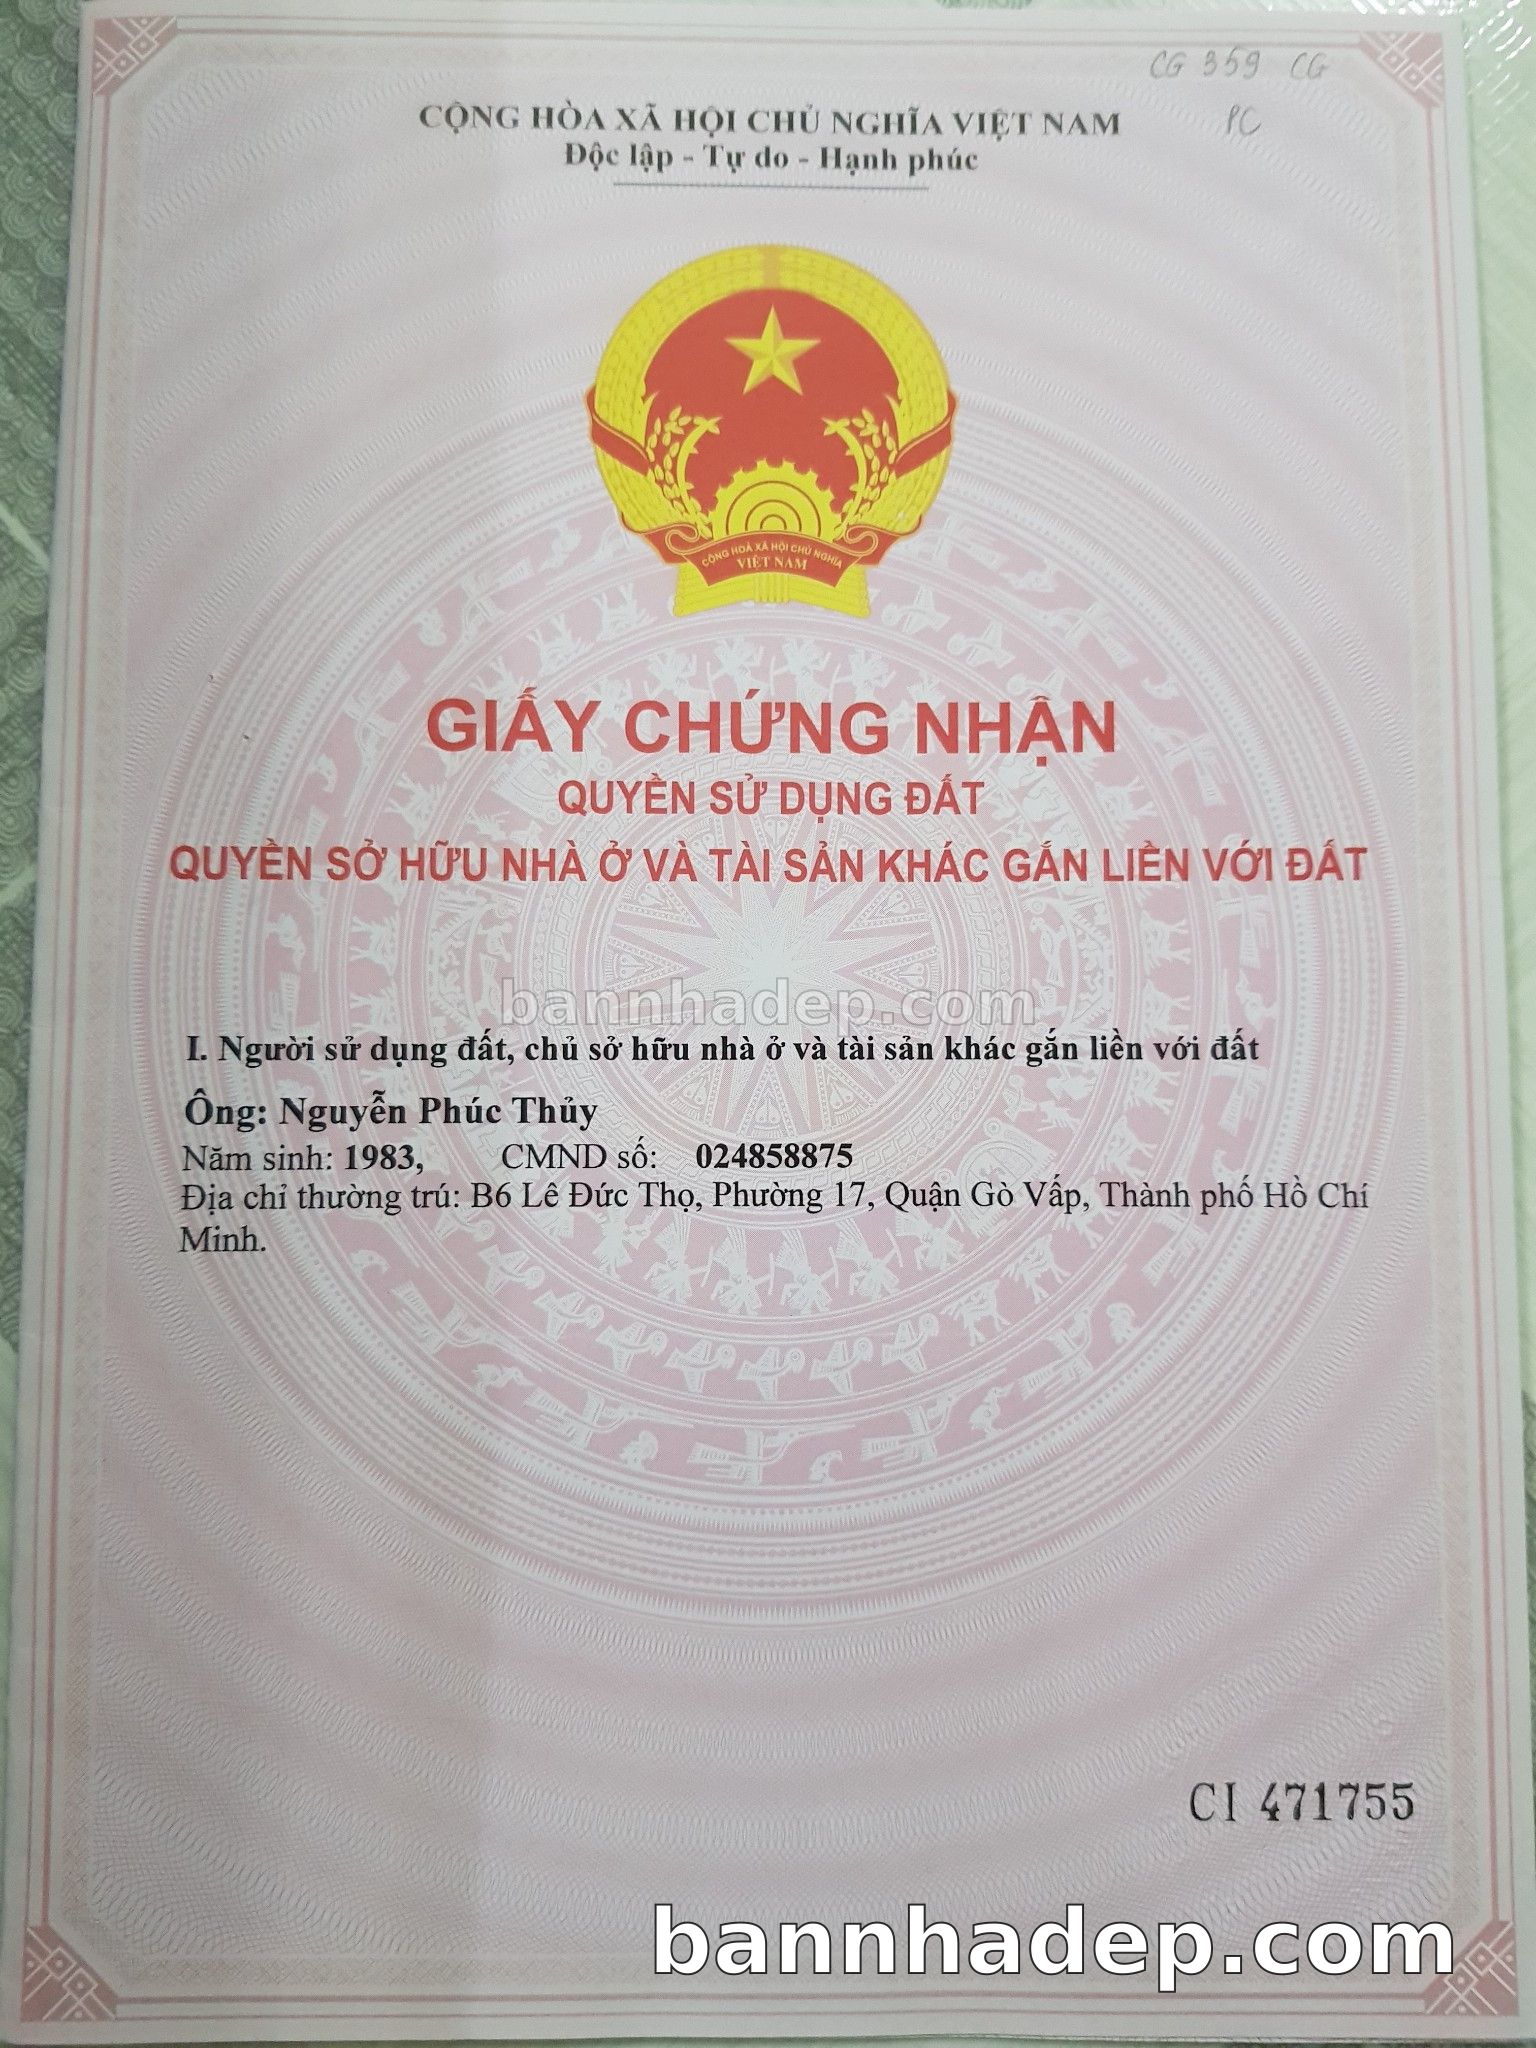 CG 359 CG
PC
CỘNG HÒA XÃ HỘI CHỦ NGHĨA VIỆT NAM
Độc lập - Tự do - Hạnh phúc
CỘNG HOÀ XÃ HỘI CHỦ NGHĨA
VIỆT NAM
GIẤY CHỨNG NHẬN
QUYỀN SỬ DỤNG ĐẤT
QUYỀN SỞ HỮU NHÀ Ở VÀ TÀI SẢN KHÁC GẮN LIỀN VỚI ĐẤT
bannhadep.com
I. Người sử dụng đất, chủ sở hữu nhà ở và tài sản khác gắn liền với đất
Ông: Nguyễn Phúc Thủy
Năm sinh: 1983, CMND số: 024858875
Địa chỉ thường trú: B6 Lê Đức Thọ, Phường 17, Quận Gò Vấp, Thành phố Hồ Chí
Minh.
CI 471755
bannhadep.com